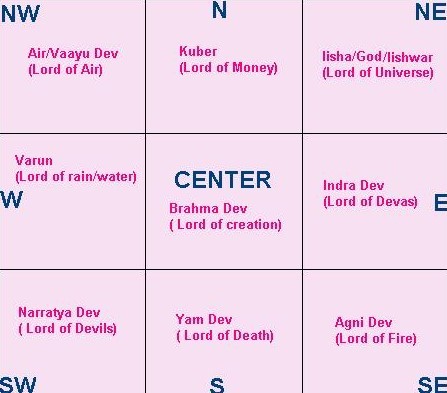 NW
N
NE
Air/Vaayu Dev
(Lord of Air)
Kuber
(Lord of Money)
Iisha/God/Iishwar
(Lord of Universe)
Varun
(Lord of rain/water)
W
CENTER
Brahma Dev
( Lord of creation)
Indra Dev
(Lord of Devas)
E
Narratya Dev
( Lord of Devils)
Yam Dev
( Lord of Death)
Agni Dev
(Lord of Fire)
SW
S
SE